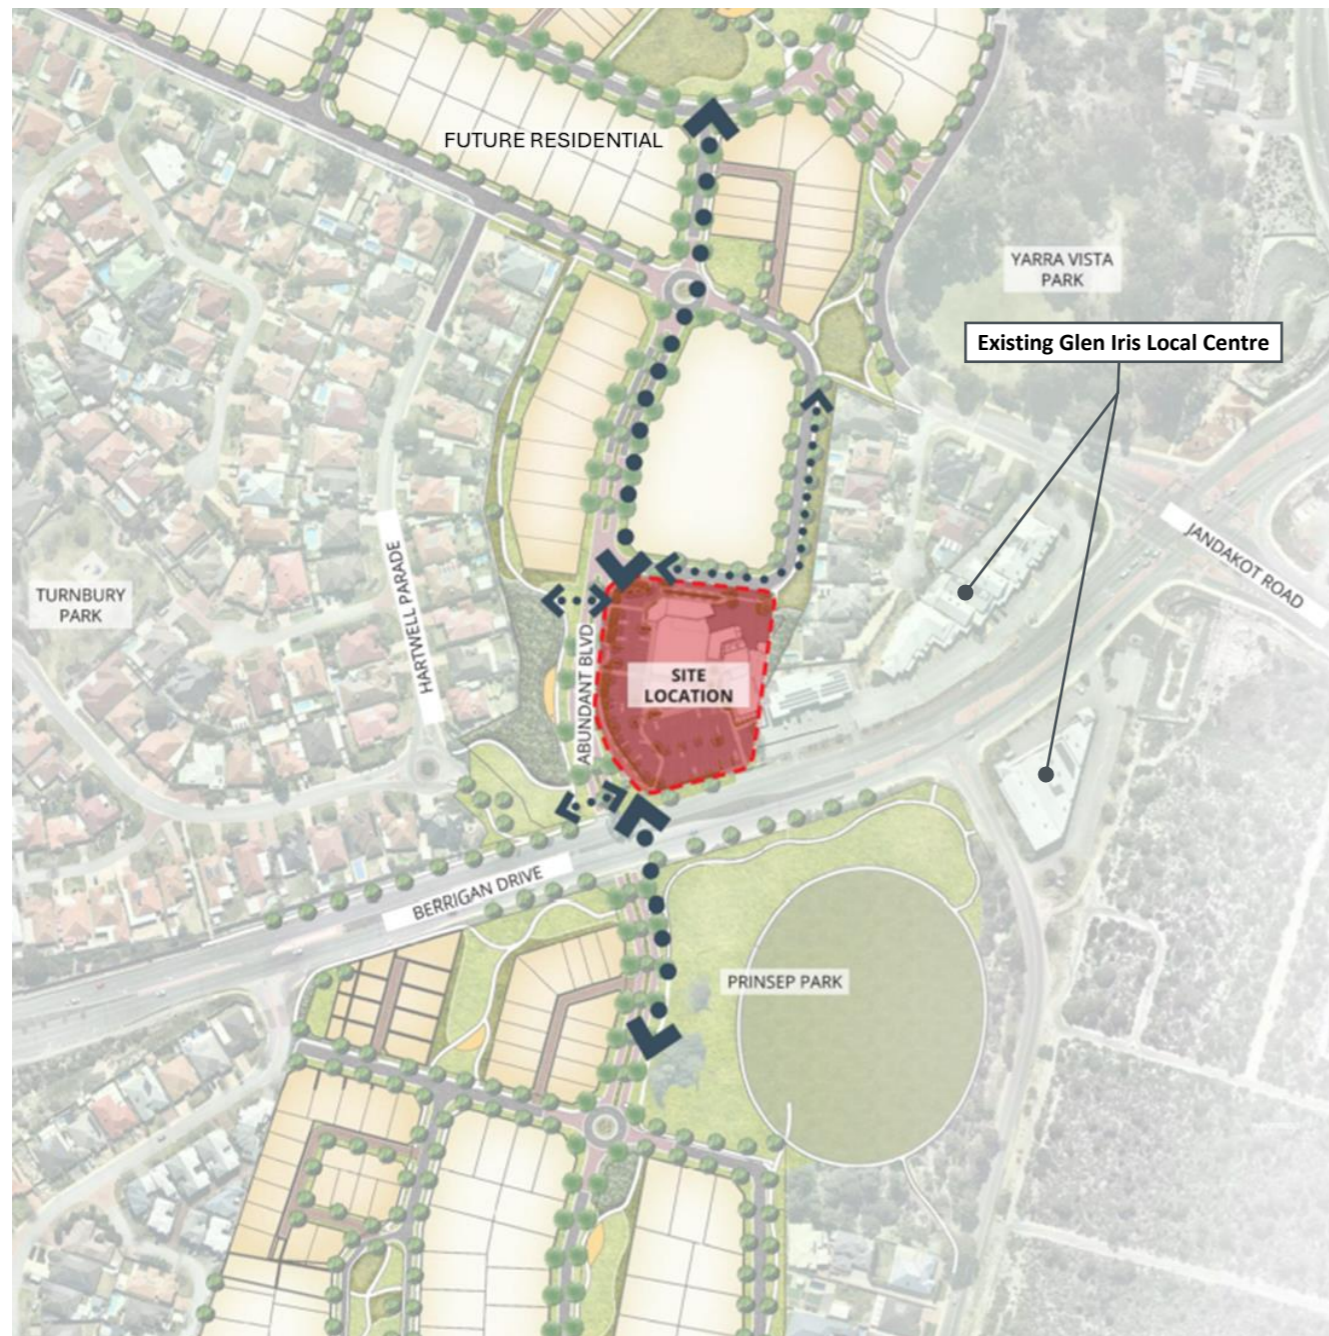 FUTURE RESIDENTIAL
YARRA VISTA
PARK
Existing Glen Iris Local Centre
JANDAKOT ROAD
TURNBURY
PARK
HARTWELL PARADE
ABUNDANT BLVD
SITE
LOCATION
BERRIGAN DRIVE
PRINSEP PARK